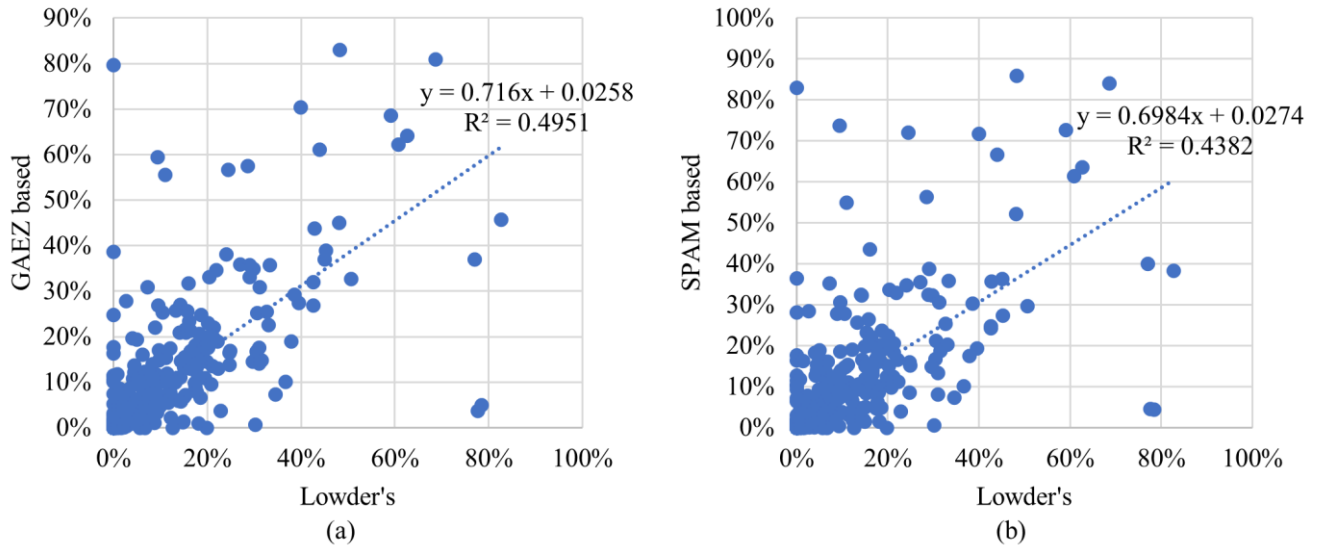 90%
80%
70%
60%
50%
40%
30%
20%
10%
0%
GAEZ based
y = 0.716x + 0.0258
R² = 0.4951
0% 20% 40% 60% 80% 100%
Lowder's
(a)
100%
90%
80%
70%
60%
50%
40%
30%
20%
10%
0%
SPAM based
y = 0.6984x + 0.0274
R² = 0.4382
0% 20% 40% 60% 80% 100%
Lowder's
(b)